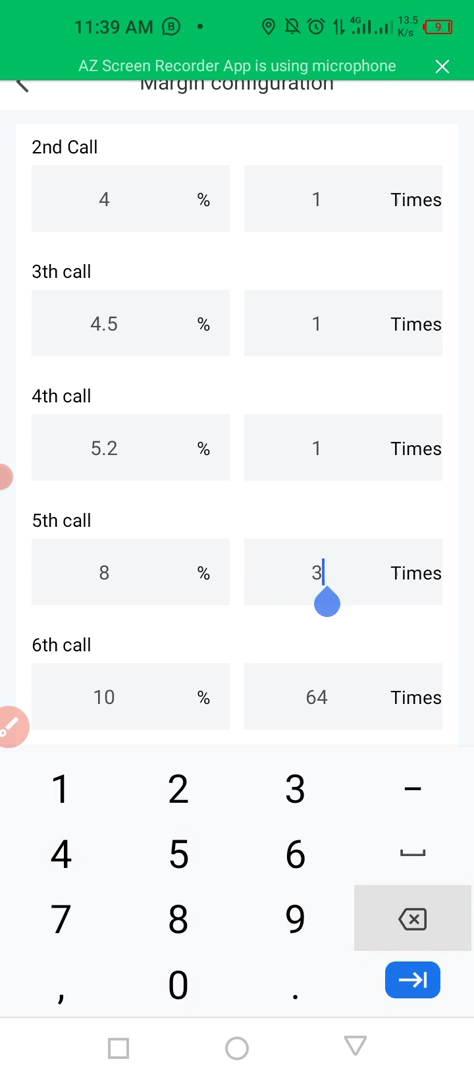 11:39 AM B 4G 13.5 K/s 9
AZ Screen Recorder App is using microphone
Margin configuration
2nd Call
4 % 1 Times
3th call
4.5 % 1 Times
4th call
5.2 % 1 Times
5th call
8 % 3 Times
6th call
10 % 64 Times
1 2 3 –
4 5 6
7 8 9
, 0 .